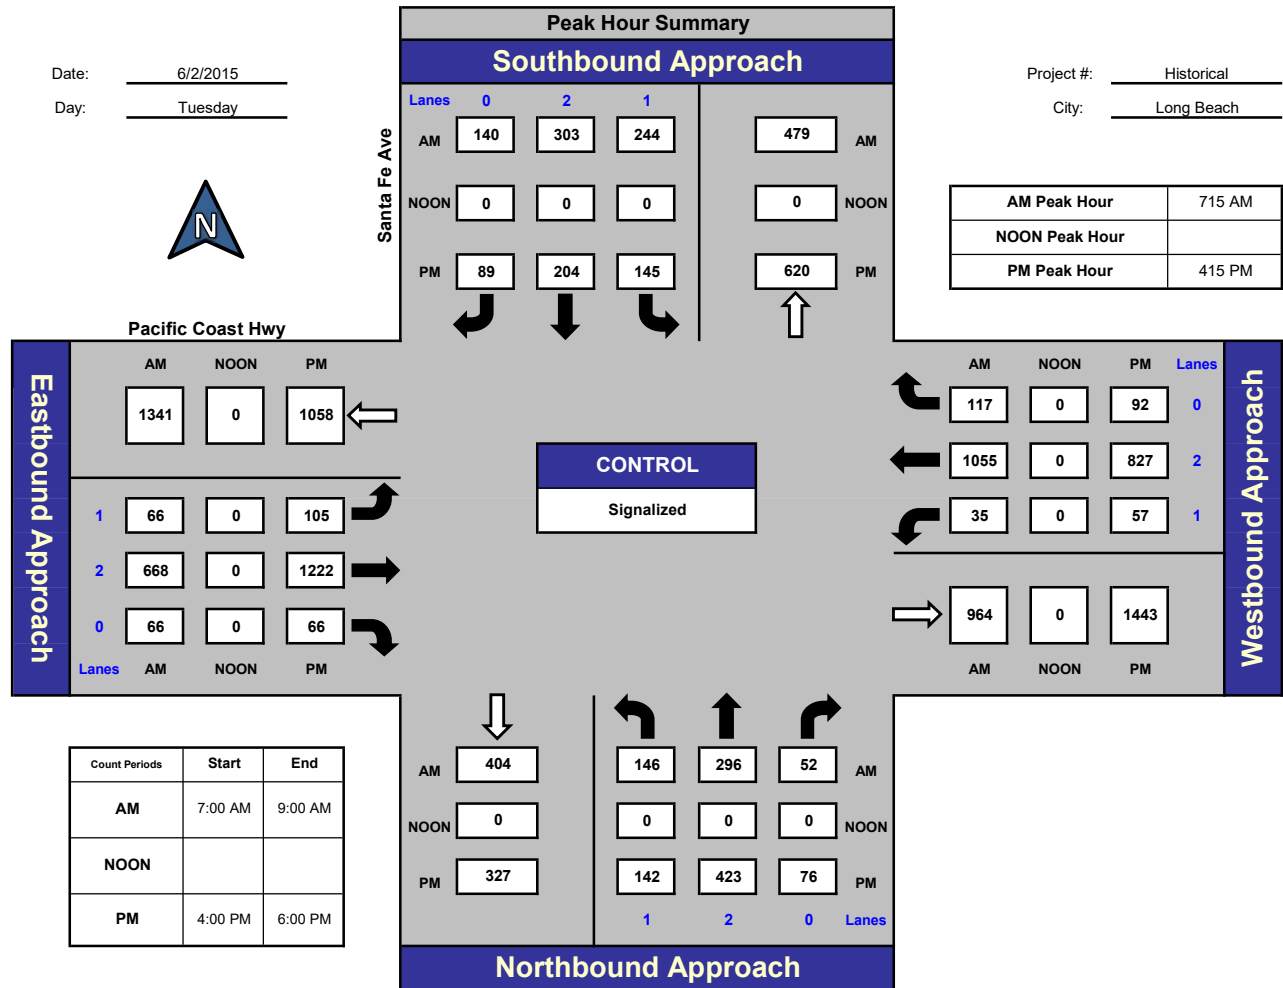 Peak Hour Summary
Southbound Approach
Date: 6/2/2015
Day: Tuesday
Project #: Historical
City: Long Beach
Lanes 0 2 1
AM 140 303 244 479 AM
NOON 0 0 0 0 NOON
PM 89 204 145 620 PM
Santa Fe Ave
N
AM Peak Hour 715 AM
NOON Peak Hour
PM Peak Hour 415 PM
Pacific Coast Hwy
Eastbound Approach
AM NOON PM
1341 0 1058
1 66 0 105
2 668 0 1222
0 66 0 66
Lanes AM NOON PM
CONTROL
Signalized
AM NOON PM Lanes
117 0 92 0
1055 0 827 2
35 0 57 1
964 0 1443
AM NOON PM
Westbound Approach
Count Periods Start End
AM 7:00 AM 9:00 AM
NOON
PM 4:00 PM 6:00 PM
AM 404 146 296 52 AM
NOON 0 0 0 0 NOON
PM 327 142 423 76 PM
1 2 0 Lanes
Northbound Approach